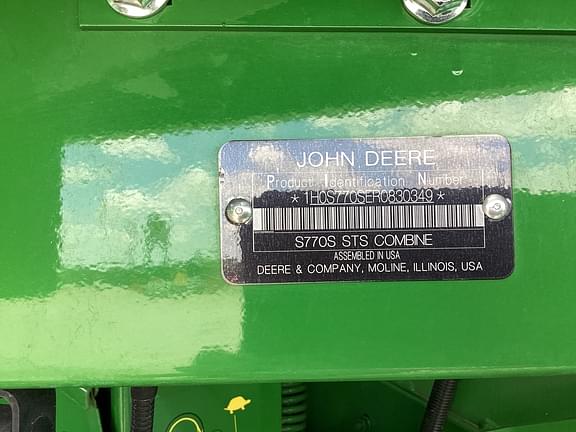 JOHN DEERE
Product Identification Number
*1H0S770SER0830349*
S770S STS COMBINE
ASSEMBLED IN USA
DEERE & COMPANY, MOLINE, ILLINOIS, USA